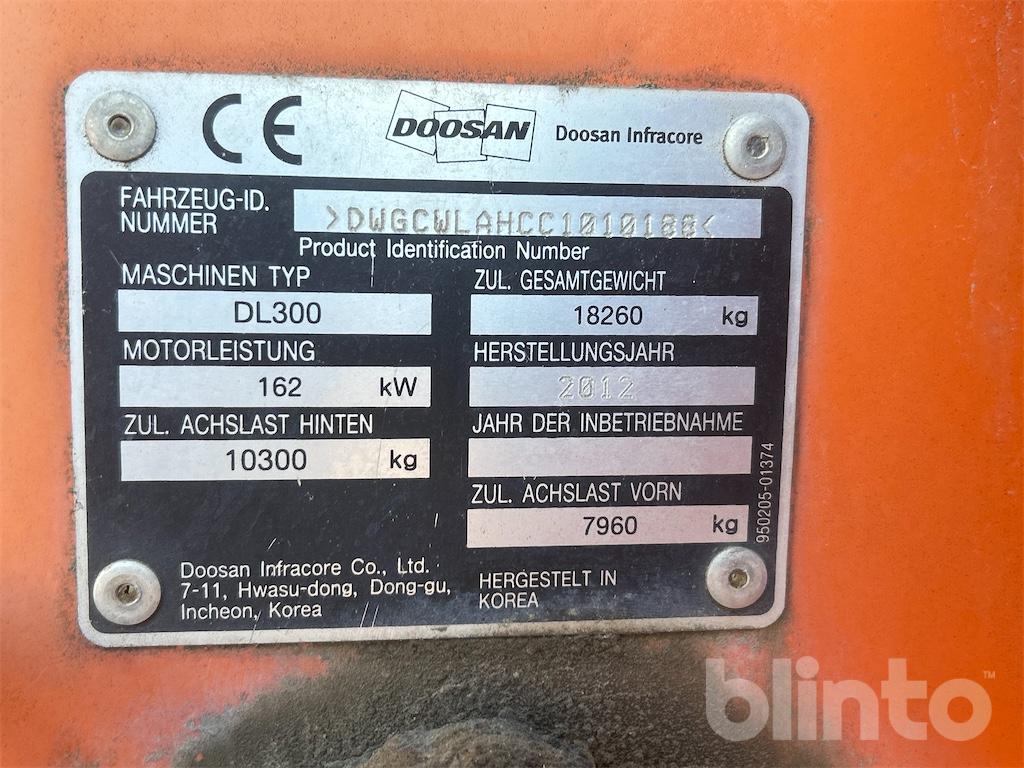 CE
DOOSAN Doosan Infracore
FAHRZEUG-ID.
NUMMER
>DWGCWLAHCC1010188<
Product Identification Number
MASCHINEN TYP
DL300
MOTORLEISTUNG
162 kW
ZUL. ACHSLAST HINTEN
10300 kg
ZUL. GESAMTGEWICHT
18260 kg
HERSTELLUNGSJAHR
2012
JAHR DER INBETRIEBNAHME
ZUL. ACHSLAST VORN
7960 kg
950205-01374
Doosan Infracore Co., Ltd.
7-11, Hwasu-dong, Dong-gu,
Incheon, Korea
HERGESTELT IN
KOREA
blinto™